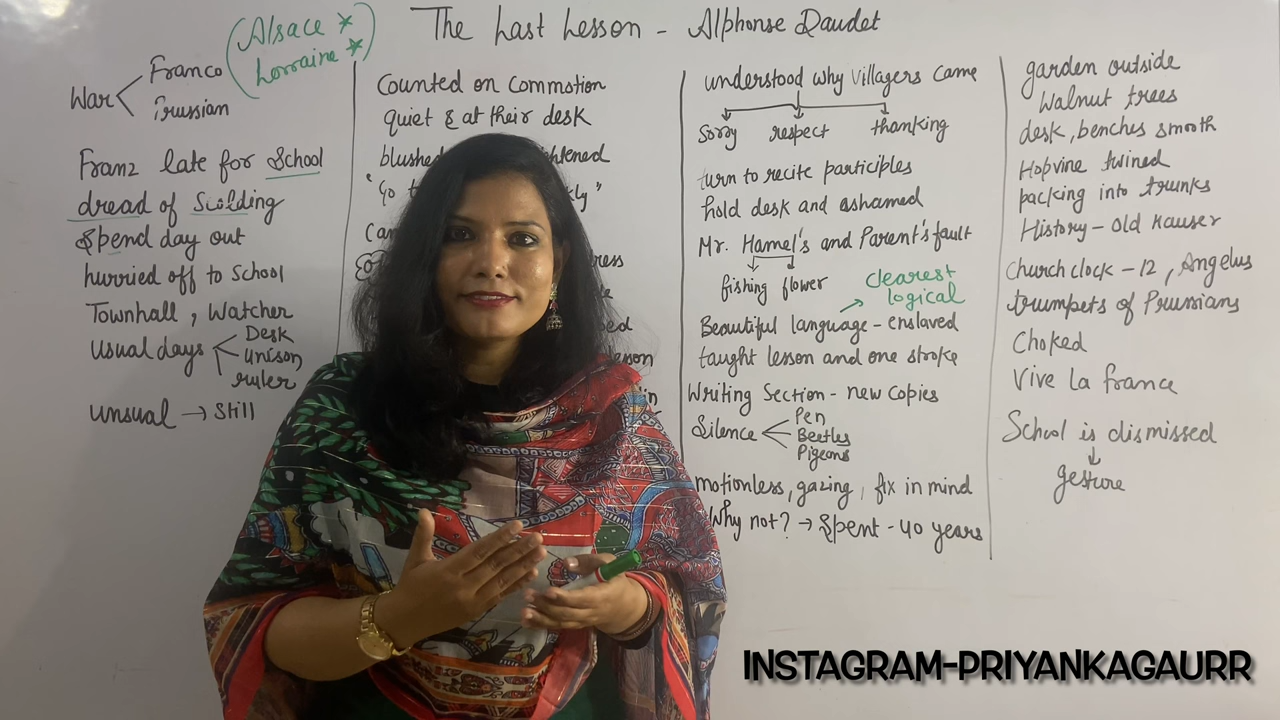 The Last Lesson - Alphonse Daudet
(Alsace *
Lorraine *)
War < Franco
Prussian
Franz late for School
dread of Scolding
Spend day out
hurried off to School
Townhall, Watcher
Usual days < Desk
Unison,
ruler
unsual → Still
Counted on Commotion
quiet & at their desk
blushed
"Go
Can
understood why Villagers Came
Sorry respect thanking
turn to recite participles
hold desk and ashamed
Mr. Hamel's and Parent's fault
fishing flower
clearest
logical
Beautiful language - enslaved
taught lesson and one stroke
Writing Section - new Copies
Silence < Pen
Beetles
Pigeons
motionless, gazing, fix in mind
Why not? → Spent - 40 years
garden outside
Walnut trees
desk, benches smooth
Hopvine twined
packing into trunks
History - Old Hauser
Church clock - 12, Angelus
trumpets of Prussians
Choked
Vive La france
School is dismissed
gesture
INSTAGRAM-PRIYANKAGAURR